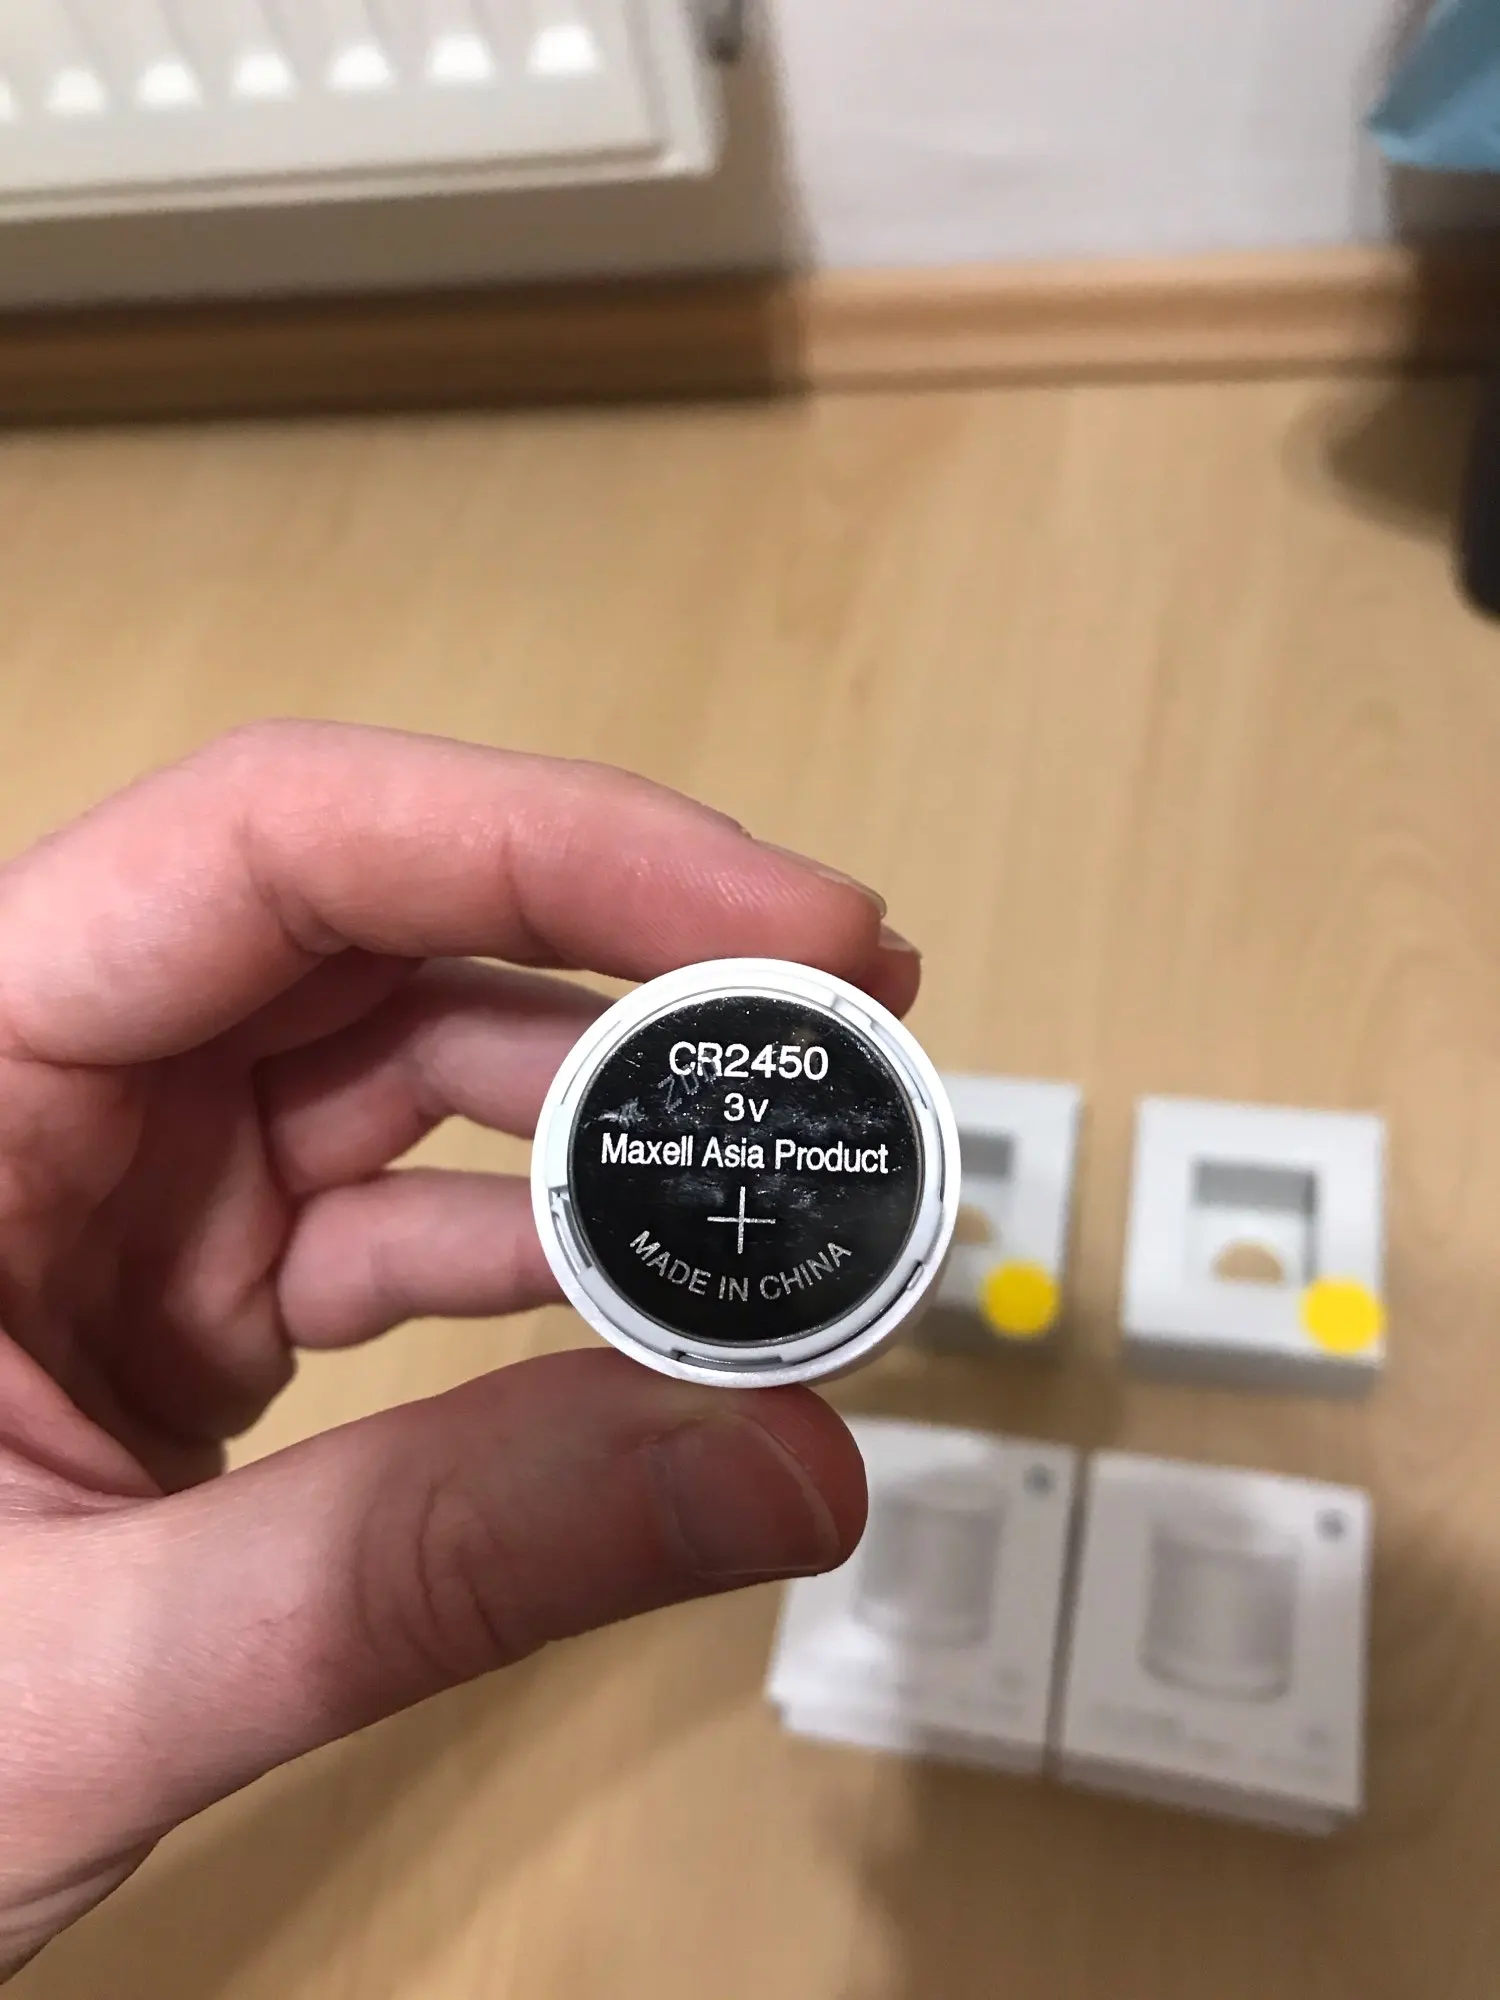 CR2450
3v
Maxell Asia Product
+
MADE IN CHINA